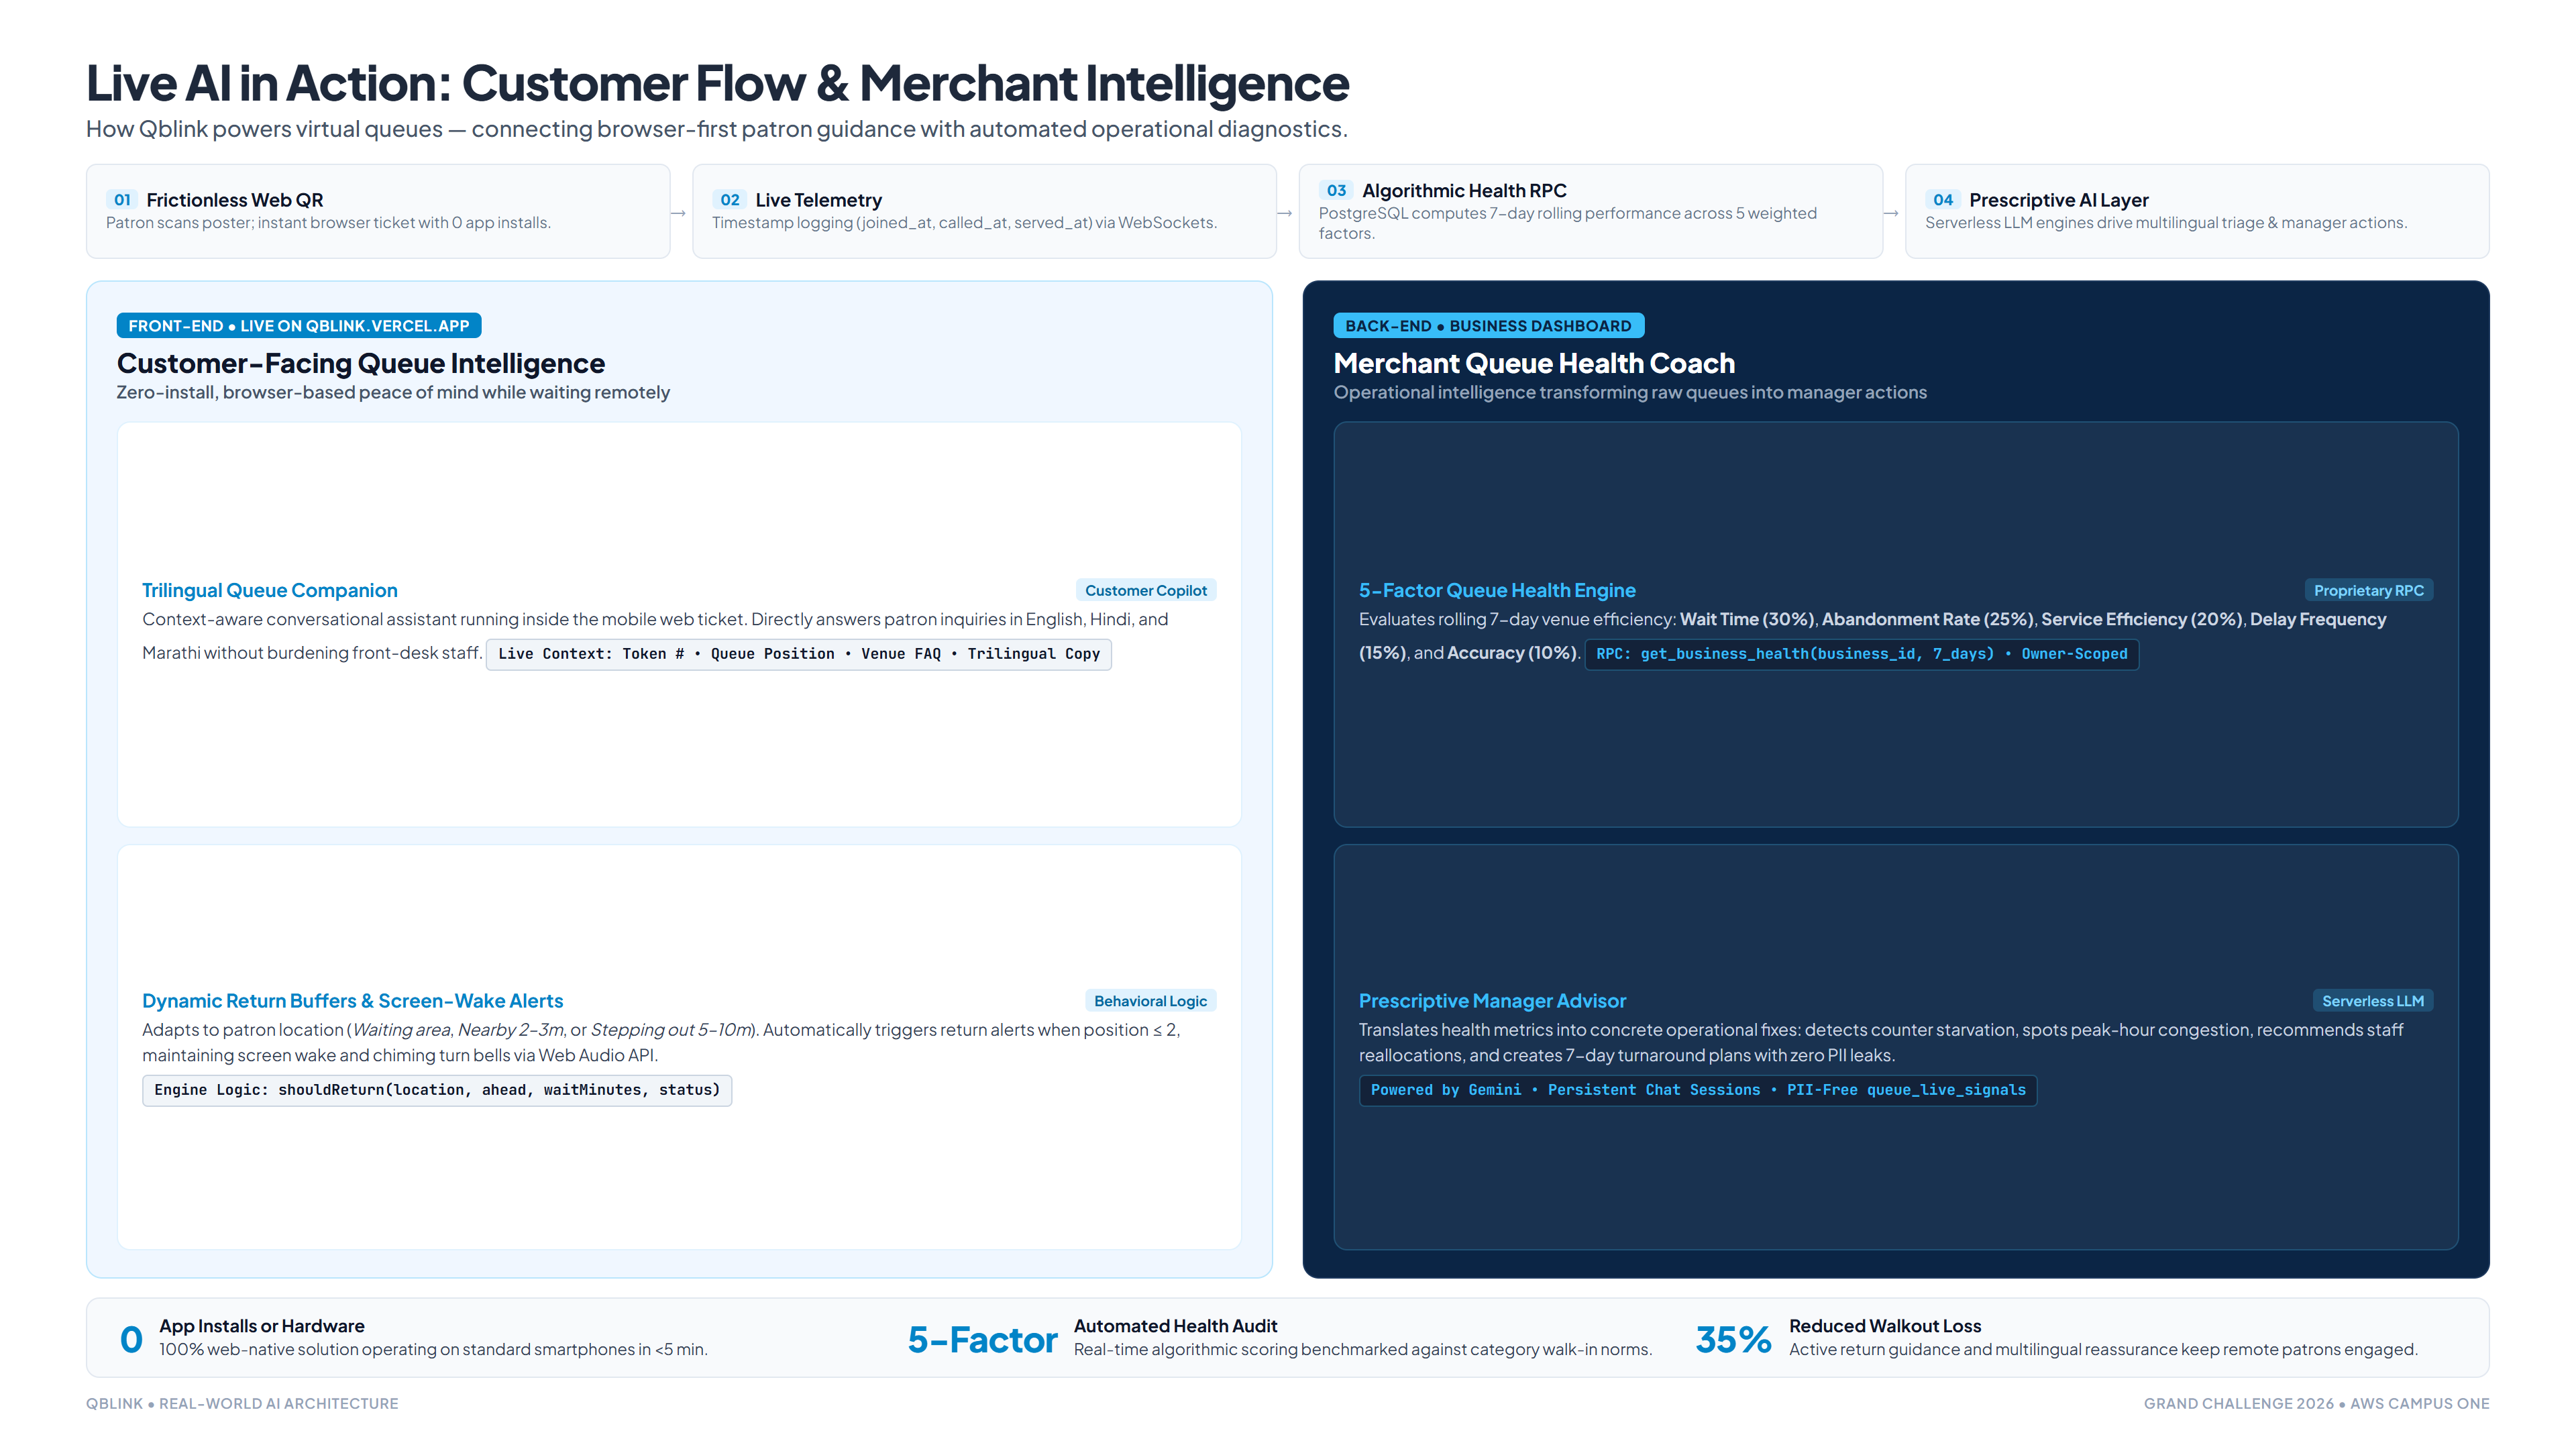 Live AI in Action: Customer Flow & Merchant Intelligence
How Qblink powers virtual queues — connecting browser-first patron guidance with automated operational diagnostics.
01 Frictionless Web QR
Patron scans poster; instant browser ticket with 0 app installs.
→
02 Live Telemetry
Timestamp logging (joined_at, called_at, served_at) via WebSockets.
→
03 Algorithmic Health RPC
PostgreSQL computes 7-day rolling performance across 5 weighted
factors.
→
04 Prescriptive AI Layer
Serverless LLM engines drive multilingual triage & manager actions.
FRONT-END • LIVE ON QBLINK.VERCEL.APP
Customer-Facing Queue Intelligence
Zero-install, browser-based peace of mind while waiting remotely
Trilingual Queue Companion
Customer Copilot
Context-aware conversational assistant running inside the mobile web ticket. Directly answers patron inquiries in English, Hindi, and
Marathi without burdening front-desk staff. Live Context: Token # • Queue Position • Venue FAQ • Trilingual Copy
Dynamic Return Buffers & Screen-Wake Alerts
Behavioral Logic
Adapts to patron location (Waiting area, Nearby 2-3m, or Stepping out 5-10m). Automatically triggers return alerts when position ≤ 2,
maintaining screen wake and chiming turn bells via Web Audio API.
Engine Logic: shouldReturn(location, ahead, waitMinutes, status)
BACK-END • BUSINESS DASHBOARD
Merchant Queue Health Coach
Operational intelligence transforming raw queues into manager actions
5-Factor Queue Health Engine
Proprietary RPC
Evaluates rolling 7-day venue efficiency: Wait Time (30%), Abandonment Rate (25%), Service Efficiency (20%), Delay Frequency
(15%), and Accuracy (10%). RPC: get_business_health(business_id, 7_days) • Owner-Scoped
Prescriptive Manager Advisor
Serverless LLM
Translates health metrics into concrete operational fixes: detects counter starvation, spots peak-hour congestion, recommends staff
reallocations, and creates 7-day turnaround plans with zero PII leaks.
Powered by Gemini • Persistent Chat Sessions • PII-Free queue_live_signals
0
App Installs or Hardware
100% web-native solution operating on standard smartphones in <5 min.
5-Factor
Automated Health Audit
Real-time algorithmic scoring benchmarked against category walk-in norms.
35%
Reduced Walkout Loss
Active return guidance and multilingual reassurance keep remote patrons engaged.
QBLINK • REAL-WORLD AI ARCHITECTURE
GRAND CHALLENGE 2026 • AWS CAMPUS ONE